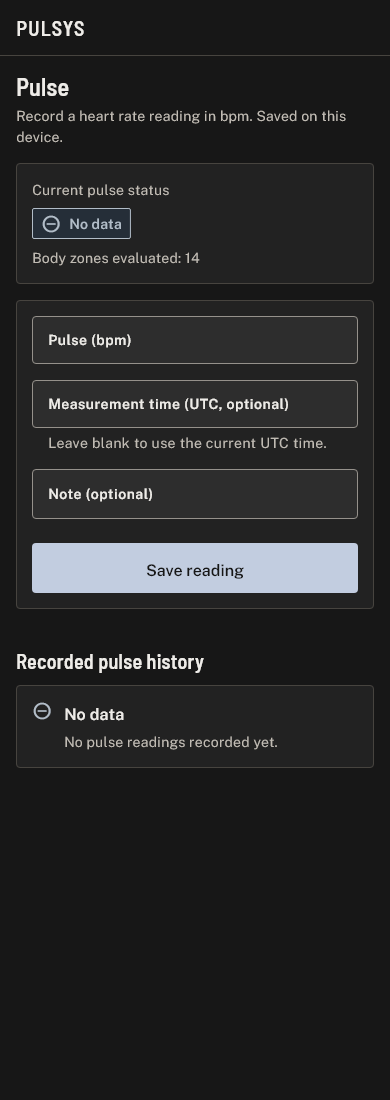 PULSYS
Pulse
Record a heart rate reading in bpm. Saved on this
device.
Current pulse status
No data
Body zones evaluated: 14
Pulse (bpm)
Measurement time (UTC, optional)
Leave blank to use the current UTC time.
Note (optional)
Save reading
Recorded pulse history
No data
No pulse readings recorded yet.